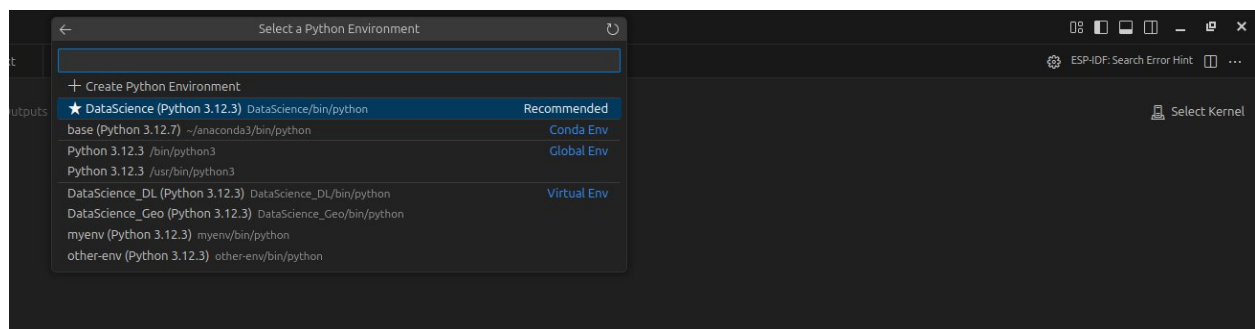 Select a Python Environment
xt
ESP-IDF: Search Error Hint
+ Create Python Environment
utputs
★ DataScience (Python 3.12.3) DataScience/bin/python Recommended
Select Kernel
base (Python 3.12.7) ~/anaconda3/bin/python Conda Env
Python 3.12.3 /bin/python3 Global Env
Python 3.12.3 /usr/bin/python3
DataScience_DL (Python 3.12.3) DataScience_DL/bin/python Virtual Env
DataScience_Geo (Python 3.12.3) DataScience_Geo/bin/python
myenv (Python 3.12.3) myenv/bin/python
other-env (Python 3.12.3) other-env/bin/python